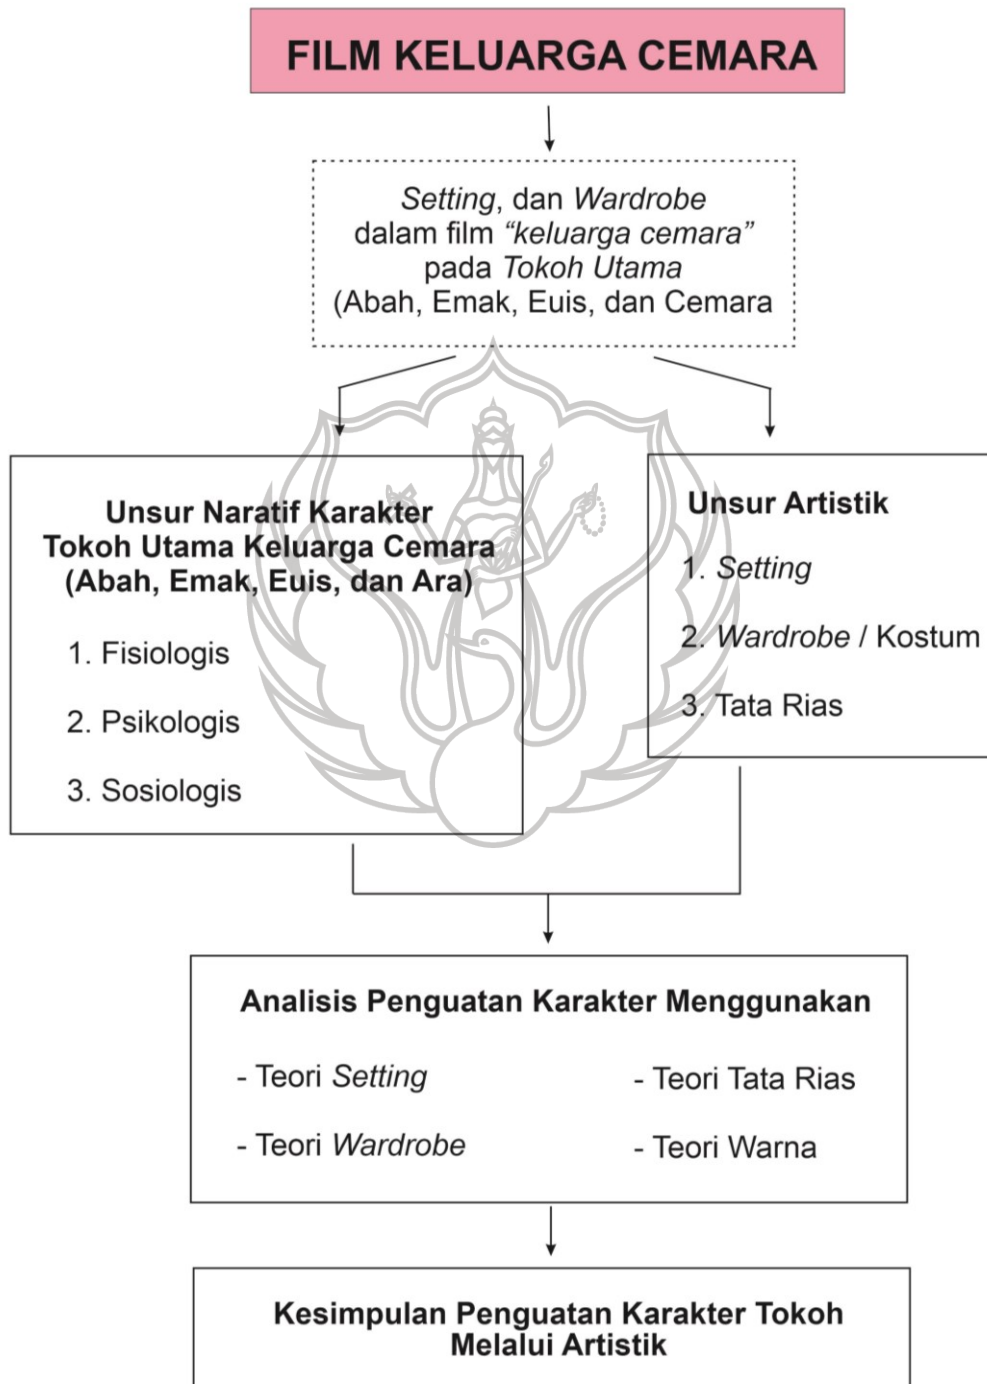 FILM KELUARGA CEMARA
Setting, dan Wardrobe
dalam film “keluarga cemara”
pada Tokoh Utama
(Abah, Emak, Euis, dan Cemara
Unsur Naratif Karakter
Tokoh Utama Keluarga Cemara
(Abah, Emak, Euis, dan Ara)
1. Fisiologis
2. Psikologis
3. Sosiologis
Unsur Artistik
1. Setting
2. Wardrobe / Kostum
3. Tata Rias
Analisis Penguatan Karakter Menggunakan
- Teori Setting
- Teori Wardrobe
- Teori Tata Rias
- Teori Warna
Kesimpulan Penguatan Karakter Tokoh
Melalui Artistik